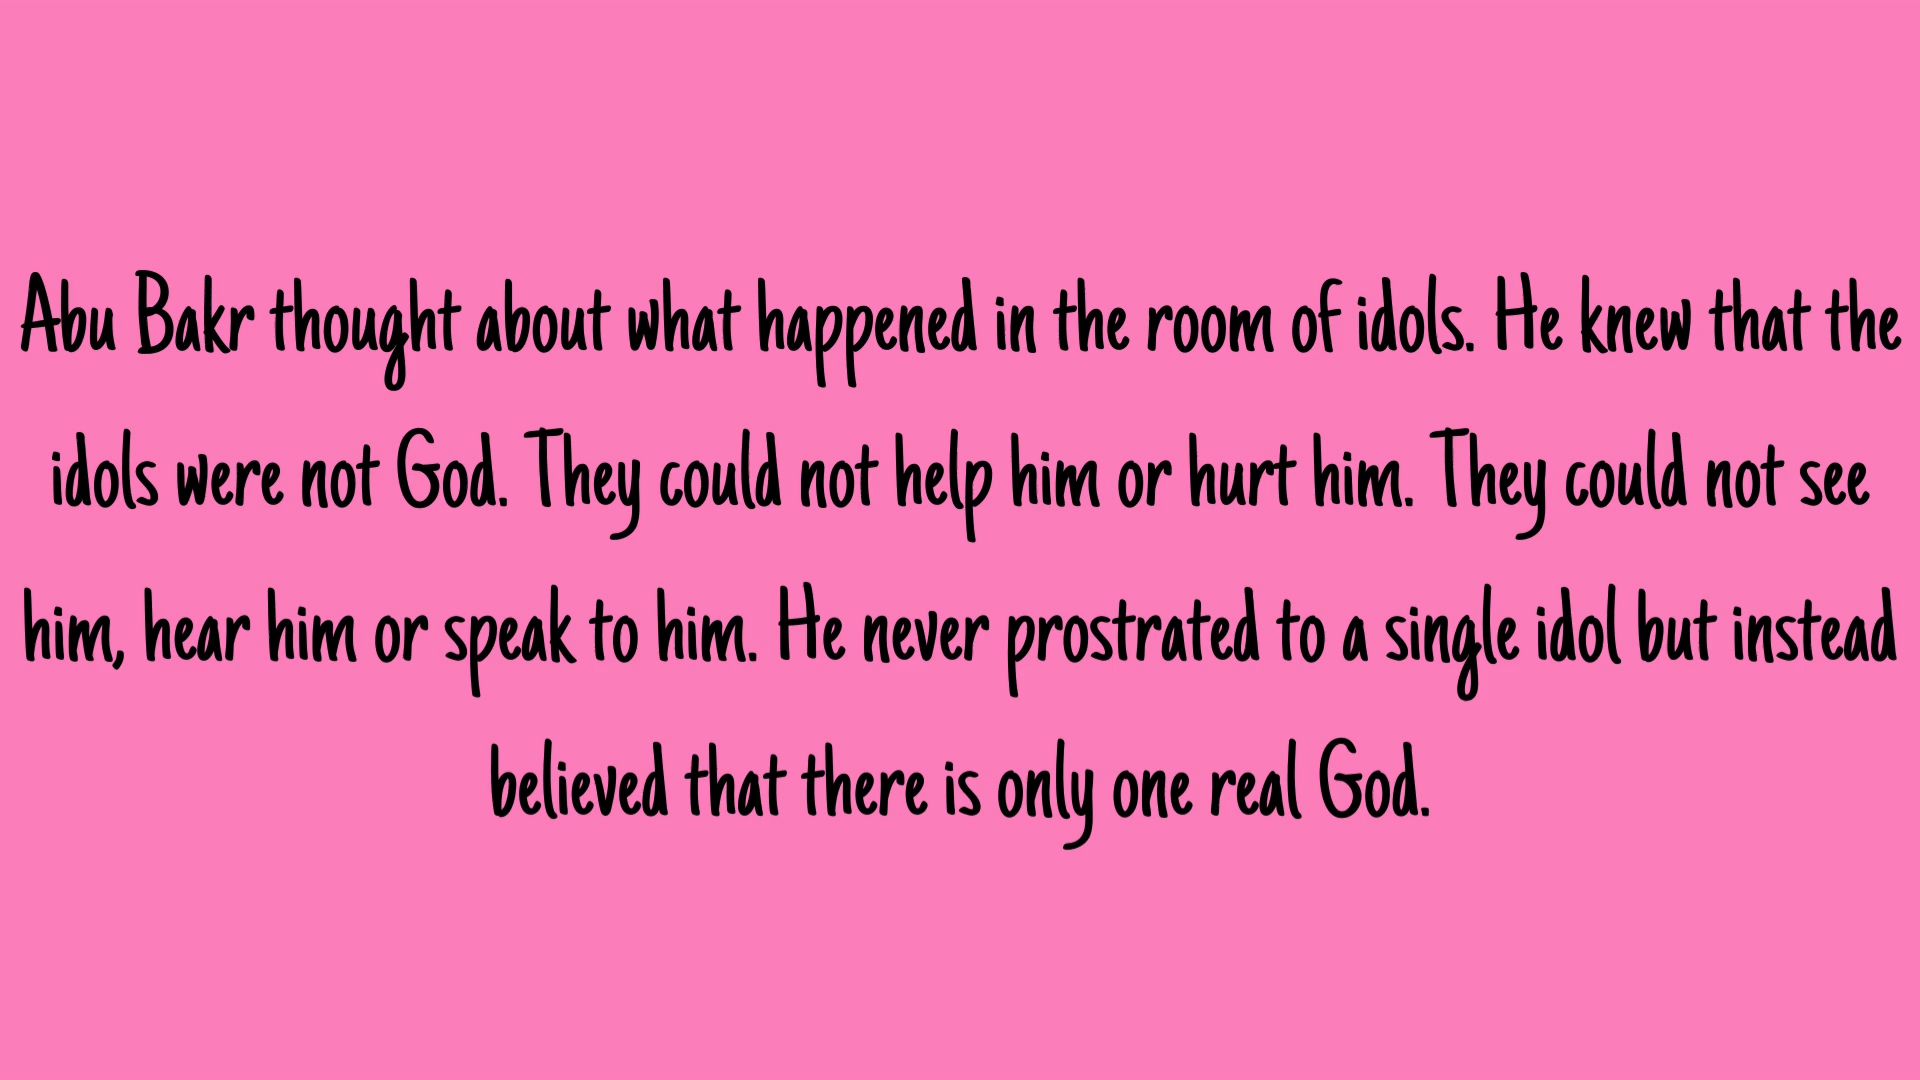 Abu Bakr thought about what happened in the room of idols. He knew that the
idols were not God. They could not help him or hurt him. They could not see
him, hear him or speak to him. He never prostrated to a single idol but instead
believed that there is only one real God.